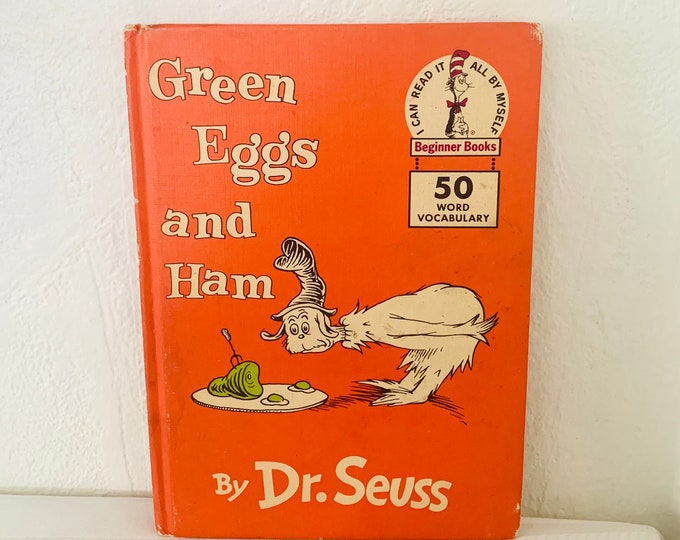 Green
Eggs
and
Ham
I CAN READ IT ALL BY MYSELF
Beginner Books
50
WORD
VOCABULARY
By Dr. Seuss